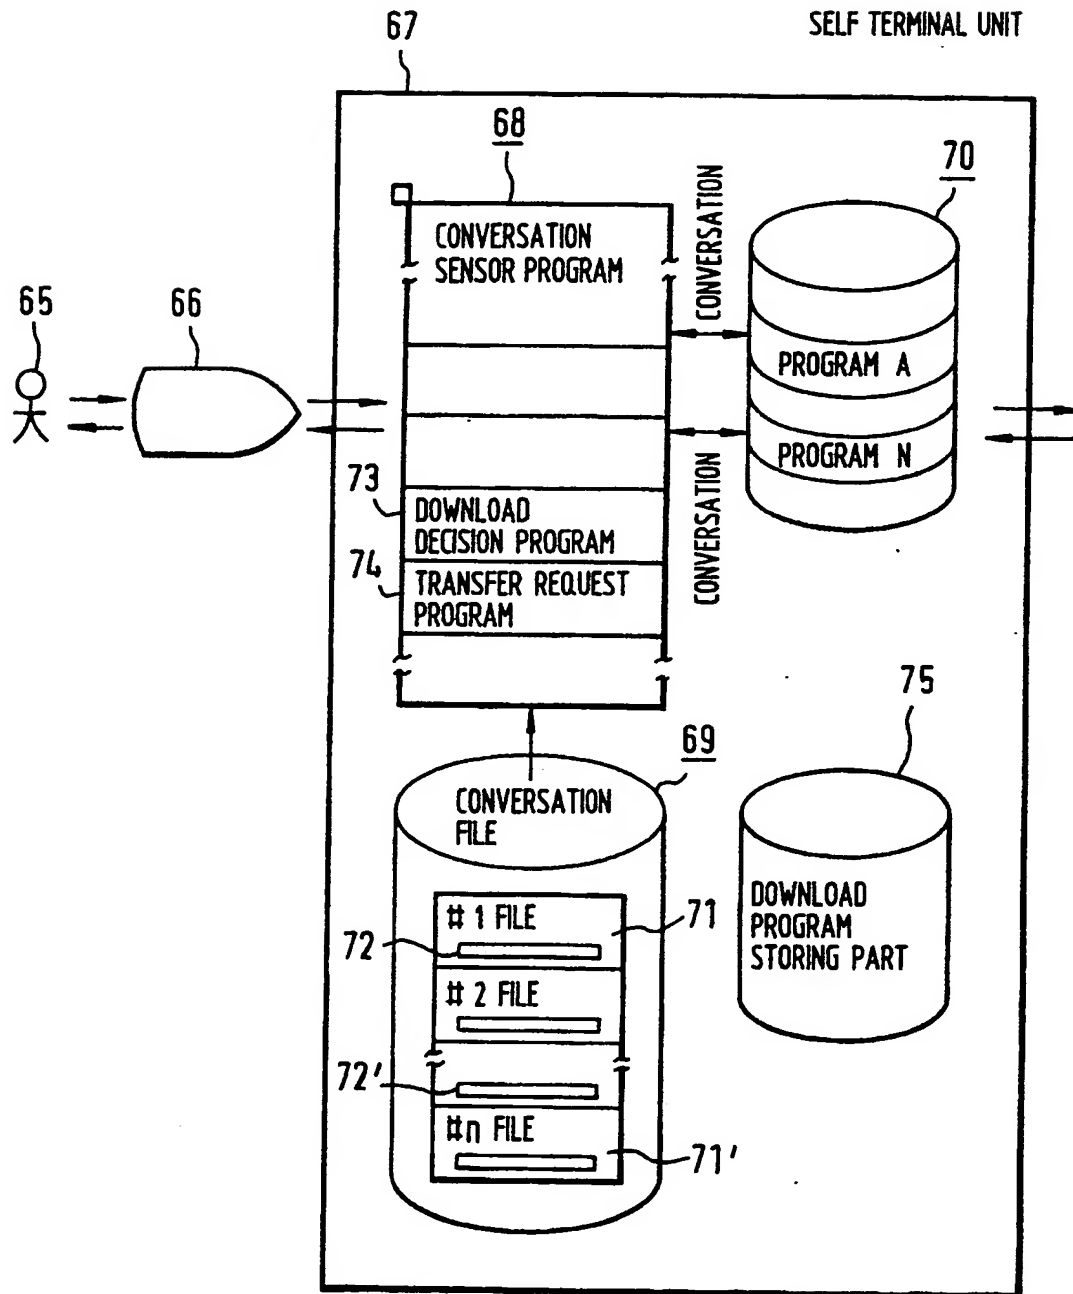 SELF TERMINAL UNIT
67
68
70
CONVERSATION
SENSOR PROGRAM
CONVERSATION
65
66
PROGRAM A
PROGRAM N
73
DOWNLOAD
DECISION PROGRAM
CONVERSATION
74
TRANSFER REQUEST
PROGRAM
75
69
CONVERSATION
FILE
DOWNLOAD
PROGRAM
STORING PART
# 1 FILE
71
72
# 2 FILE
72'
#n FILE
71'